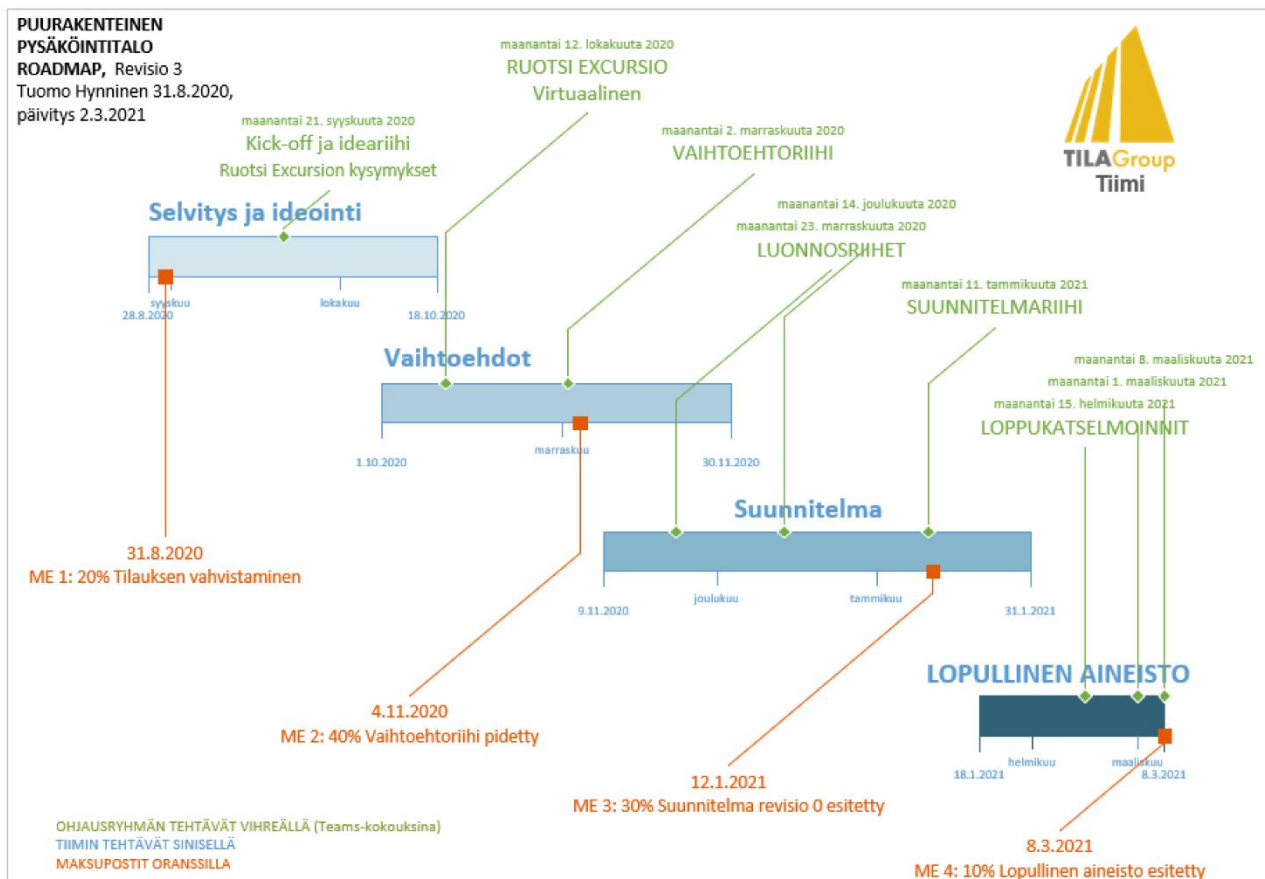 PUURAKENTEINEN
PYSÄKÖINTITALO
ROADMAP, Revisio 3
Tuomo Hynninen 31.8.2020,
päivitys 2.3.2021
maanantai 12. lokakuuta 2020
RUOTSI EXCURSIO
Virtuaalinen
maanantai 21. syyskuuta 2020
Kick-off ja ideariihi
Ruotsi Excursion kysymykset
maanantai 2. marraskuuta 2020
VAIHTOEHTORIIHI
TILAGroup
Tiimi
maanantai 14. joulukuuta 2020
maanantai 23. marraskuuta 2020
LUONNOSRIIHET
Selvitys ja ideointi
syyskuu
lokakuu
28.8.2020
18.10.2020
maanantai 11. tammikuuta 2021
SUUNNITELMARIIHI
Vaihtoehdot
marraskuu
1.10.2020
30.11.2020
maanantai 8. maaliskuuta 2021
maanantai 1. maaliskuuta 2021
maanantai 15. helmikuuta 2021
LOPPUKATSELMOINNIT
Suunnitelma
joulukuu
tammikuu
9.11.2020
31.1.2021
31.8.2020
ME 1: 20% Tilauksen vahvistaminen
LOPULLINEN AINEISTO
helmikuu
maaliskuu
18.1.2021
8.3.2021
4.11.2020
ME 2: 40% Vaihtoehtoriihi pidetty
12.1.2021
ME 3: 30% Suunnitelma revisio 0 esitetty
8.3.2021
ME 4: 10% Lopullinen aineisto esitetty
OHJAUSRYHMÄN TEHTÄVÄT VIHREÄLLÄ (Teams-kokouksina)
TIIMIN TEHTÄVÄT SINISELLÄ
MAKSUPOSTIT ORANSSILLA